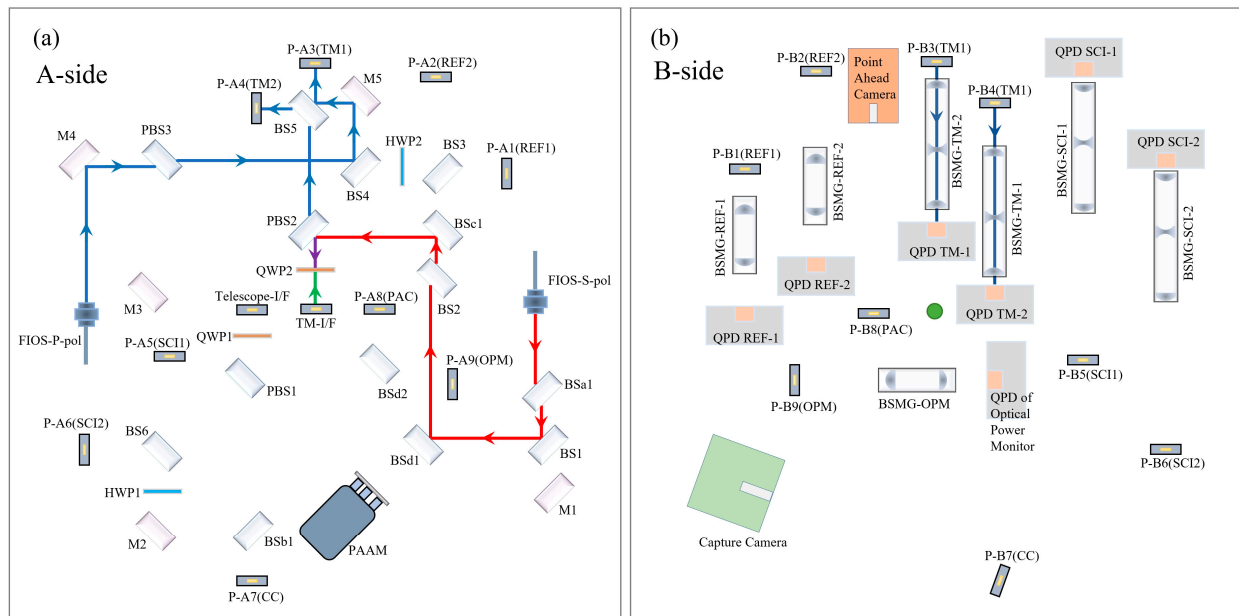 (a)
A-side
P-A3(TM1)
P-A4(TM2)
M5
P-A2(REF2)
BS5
M4
PBS3
HWP2
BS3
P-A1(REF1)
BS4
PBS2
BSc1
QWP2
FIOS-S-pol
M3
Telescope-I/F
P-A8(PAC)
BS2
TM-I/F
FIOS-P-pol
QWP1
P-A5(SCI1)
P-A9(OPM)
PBS1
BSd2
BSa1
P-A6(SCI2)
BS6
BSd1
BS1
HWP1
M1
M2
BSb1
PAAM
P-A7(CC)
(b)
B-side
P-B2(REF2)
Point
Ahead
Camera
P-B3(TM1)
QPD SCI-1
P-B4(TM1)
BSMG-TM-2
BSMG-SCI-1
QPD SCI-2
P-B1(REF1)
BSMG-REF-2
BSMG-REF-1
BSMG-TM-1
BSMG-SCI-2
QPD TM-1
QPD REF-2
QPD TM-2
QPD REF-1
P-B8(PAC)
P-B5(SCI1)
P-B9(OPM)
BSMG-OPM
QPD of
Optical
Power
Monitor
P-B6(SCI2)
Capture Camera
P-B7(CC)